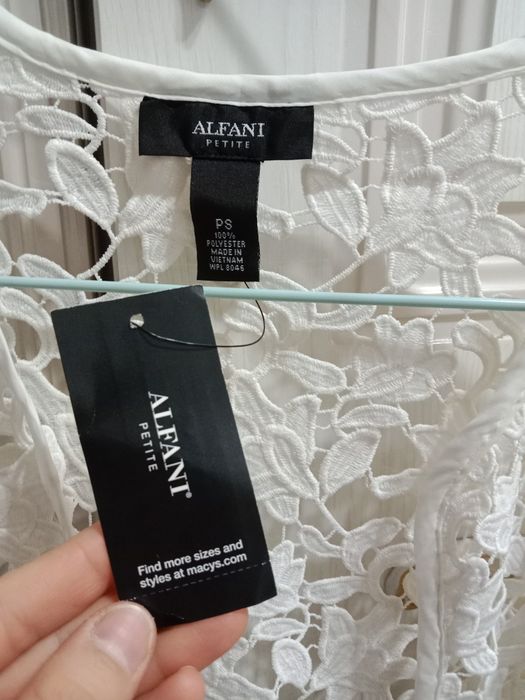 ALFANI
PETITE
PS
100%
POLYESTER
MADE IN
VIETNAM
WPL 8046
ALFANI®
PETITE
Find more sizes and
styles at macys.com